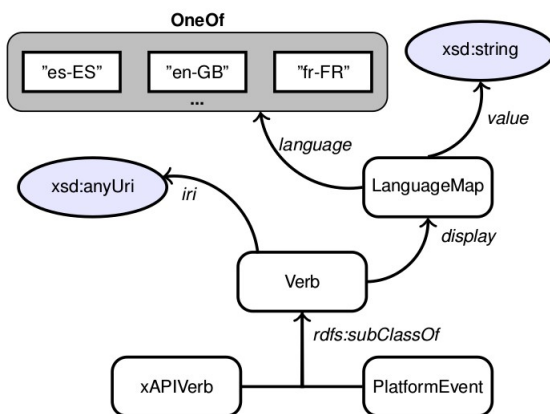 OneOf
"es-ES" "en-GB" "fr-FR"
...
xsd:string
language
value
xsd:anyUri
iri
LanguageMap
display
Verb
rdfs:subClassOf
xAPIVerb
PlatformEvent